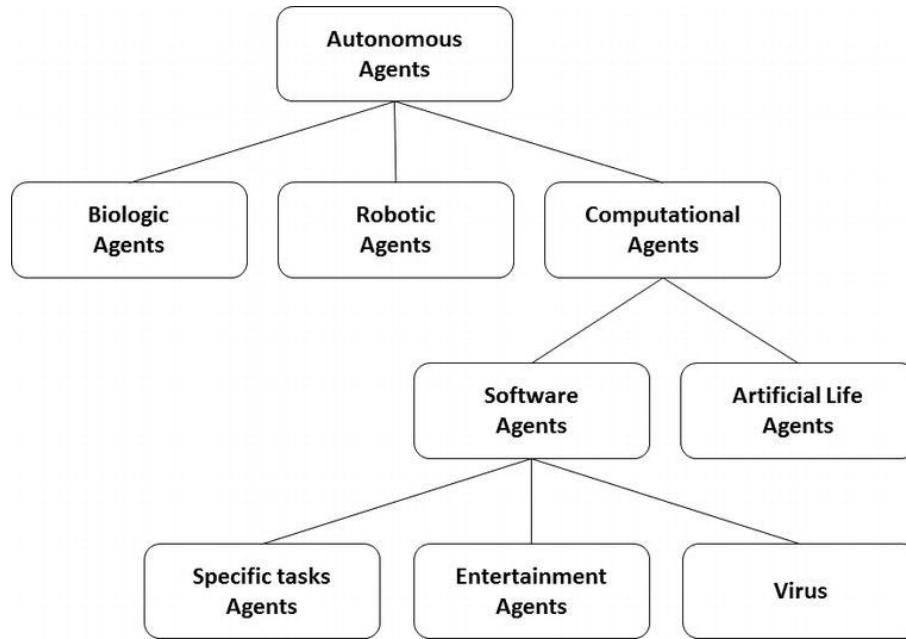 Autonomous
Agents
Biologic
Agents
Robotic
Agents
Computational
Agents
Software
Agents
Artificial Life
Agents
Specific tasks
Agents
Entertainment
Agents
Virus